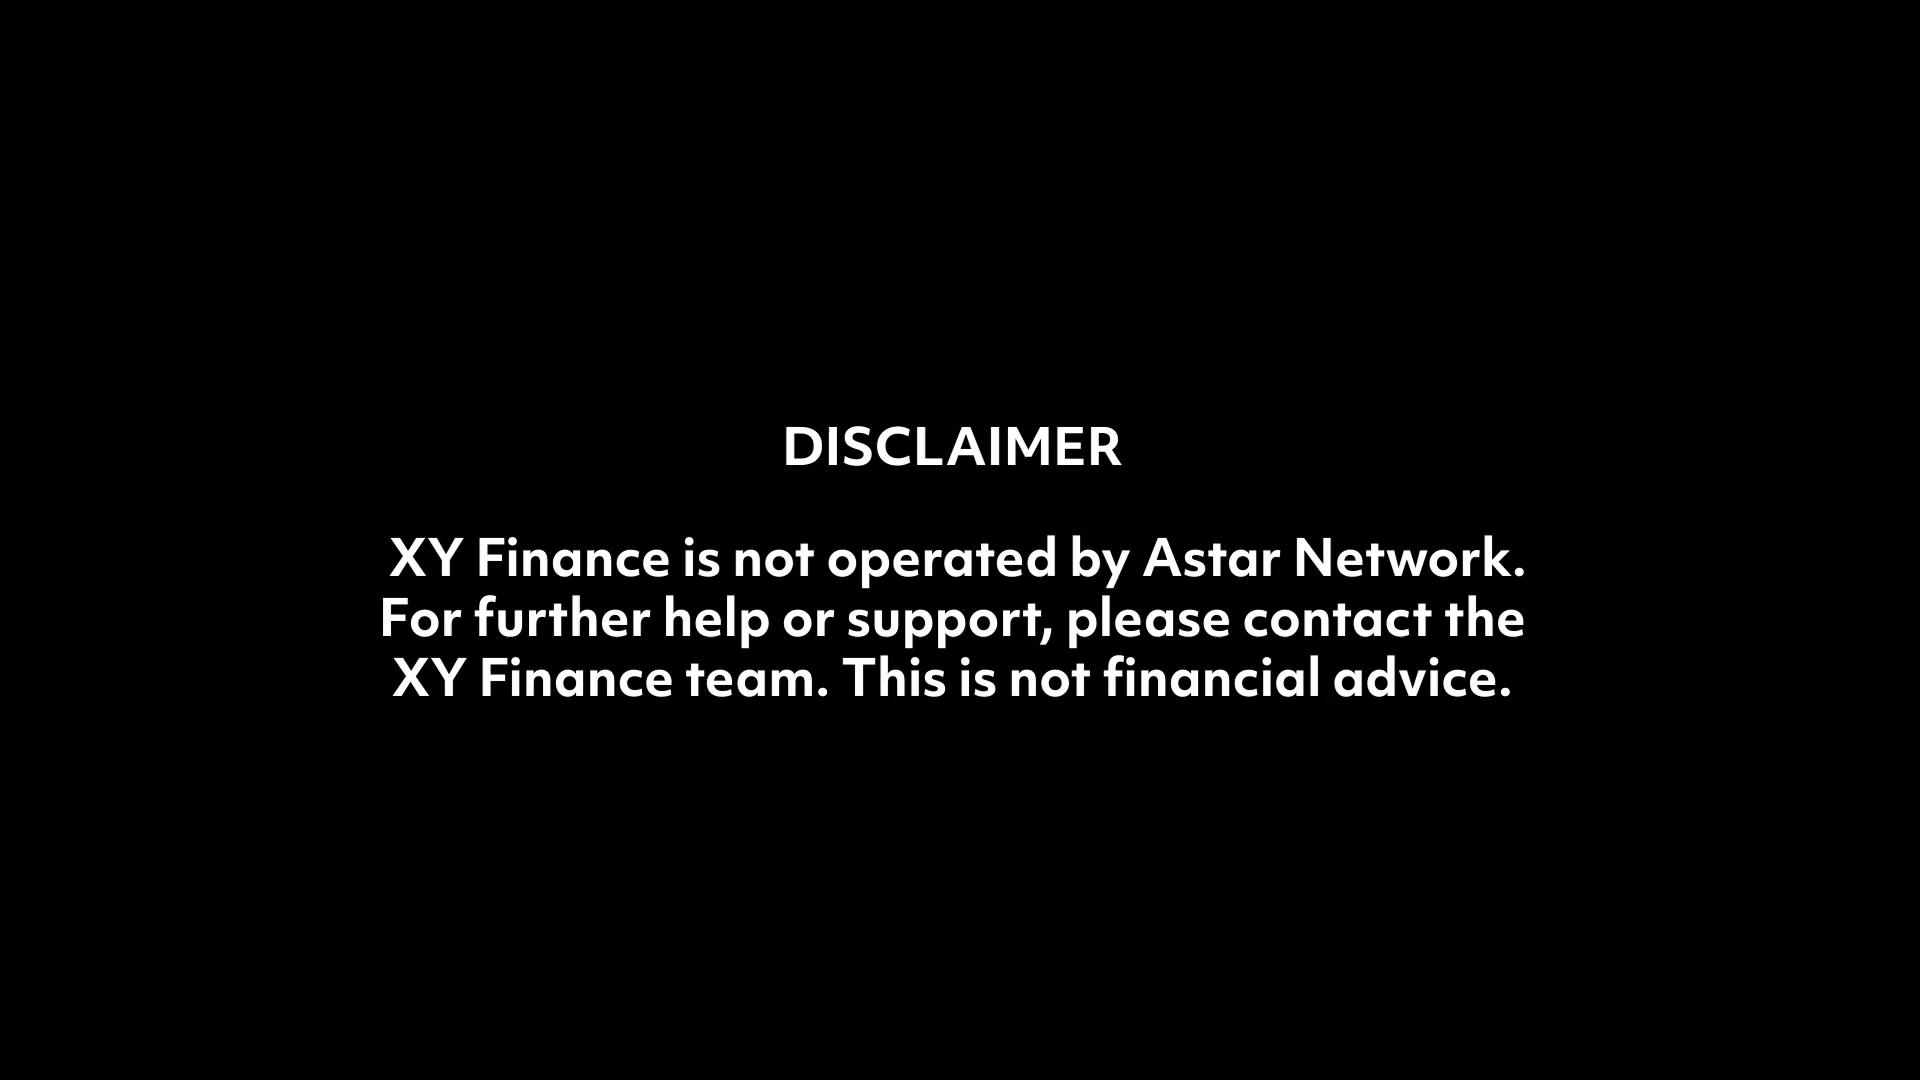 DISCLAIMER
XY Finance is not operated by Astar Network.
For further help or support, please contact the
XY Finance team. This is not financial advice.